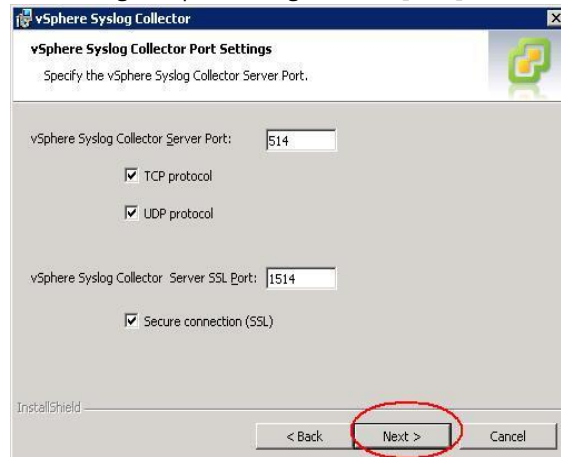 vSphere Syslog Collector
vSphere Syslog Collector Port Settings
Specify the vSphere Syslog Collector Server Port.
vSphere Syslog Collector Server Port: 514
TCP protocol
UDP protocol
vSphere Syslog Collector Server SSL Port: 1514
Secure connection (SSL)
InstallShield
< Back Next > Cancel